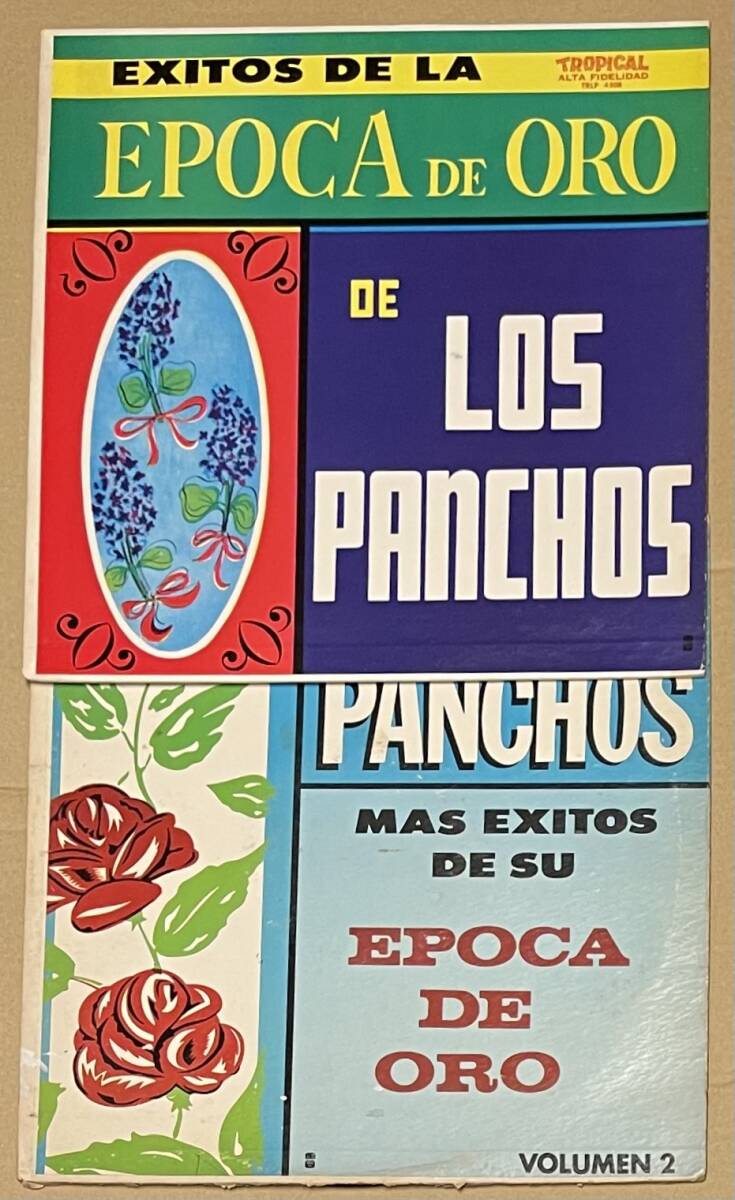 EXITOS DE LA
TROPICAL
ALTA FIDELIDAD
TRLP
EPOCA DE ORO
DE
LOS
PANCHOS
PANCHOS
MAS EXITOS
DE SU
EPOCA
DE
ORO
VOLUMEN 2